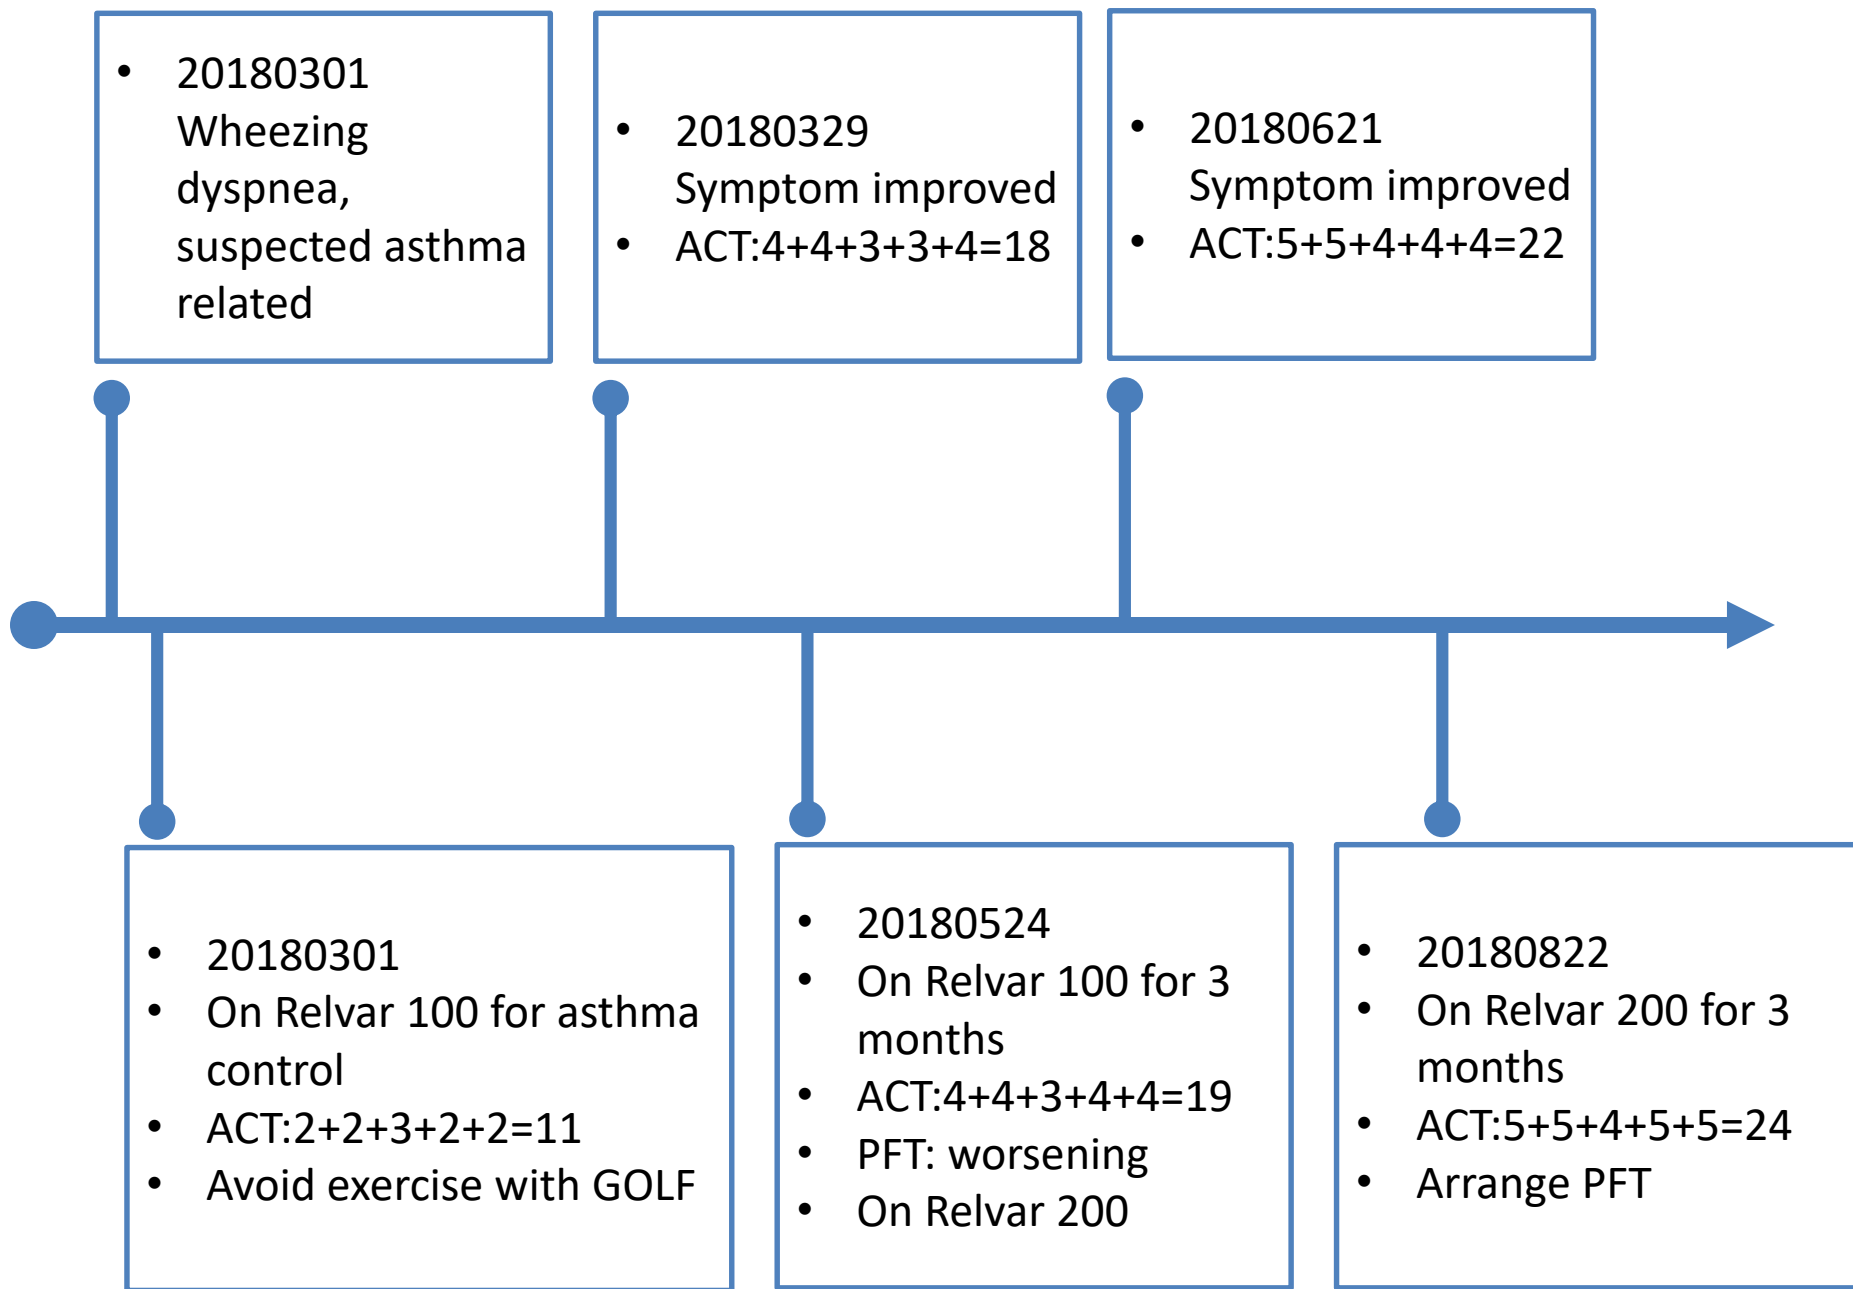 • 20180301
Wheezing
dyspnea,
suspected asthma
related
• 20180329
Symptom improved
• ACT:4+4+3+3+4=18
• 20180621
Symptom improved
• ACT:5+5+4+4+4=22
• 20180301
• On Relvar 100 for asthma
control
• ACT:2+2+3+2+2=11
• Avoid exercise with GOLF
• 20180524
• On Relvar 100 for 3
months
• ACT:4+4+3+4+4=19
• PFT: worsening
• On Relvar 200
• 20180822
• On Relvar 200 for 3
months
• ACT:5+5+4+5+5=24
• Arrange PFT